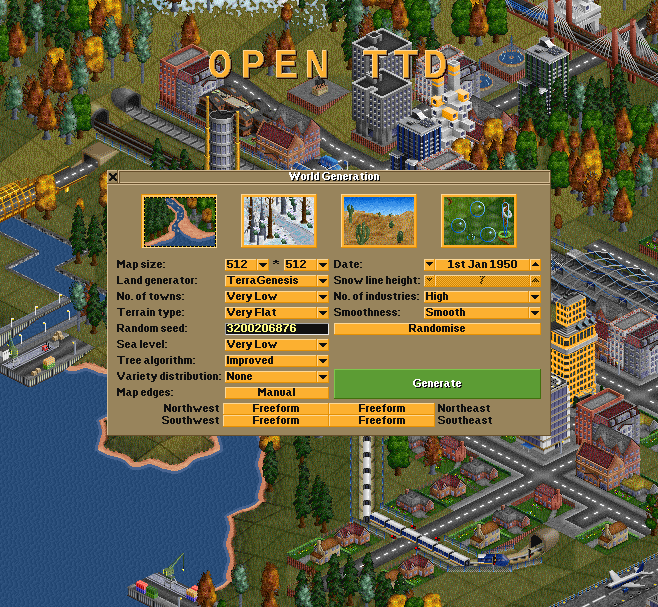 OPEN TTD
World Generation
Map size: 512 * 512 Date: 1st Jan 1950
Land generator: TerraGenesis Snow line height: 7
No. of towns: Very Low No. of industries: High
Terrain type: Very Flat Smoothness: Smooth
Random seed: 3200206876 Randomise
Sea level: Very Low
Tree algorithm: Improved
Variety distribution: None
Generate
Map edges: Manual
Northwest Freeform Freeform Northeast
Southwest Freeform Freeform Southeast